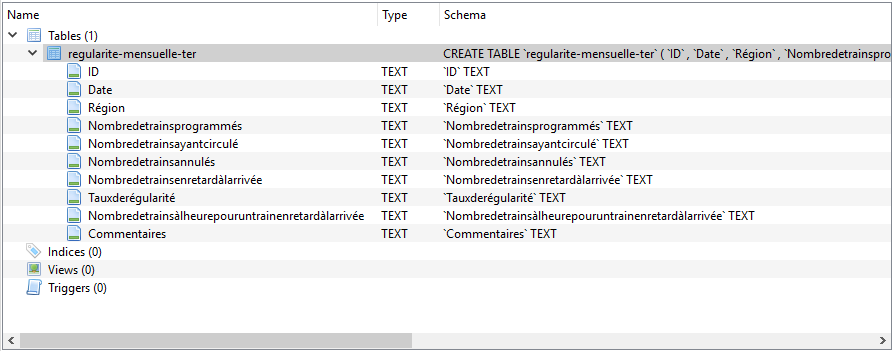 Name Type Schema
Tables (1)
regularite-mensuelle-ter CREATE TABLE `regularite-mensuelle-ter` ( `ID`, `Date`, `Région`, `Nombredetrainspro
ID TEXT `ID` TEXT
Date TEXT `Date` TEXT
Région TEXT `Région` TEXT
Nombredetrainsprogrammés TEXT `Nombredetrainsprogrammés` TEXT
Nombredetrainsayantcirculé TEXT `Nombredetrainsayantcirculé` TEXT
Nombredetrainsannulés TEXT `Nombredetrainsannulés` TEXT
Nombredetrainsenretardàlarrivée TEXT `Nombredetrainsenretardàlarrivée` TEXT
Tauxderégularité TEXT `Tauxderégularité` TEXT
Nombredetrainsàlheurepouruntrainenretardàlarrivée TEXT `Nombredetrainsàlheurepouruntrainenretardàlarrivée` TEXT
Commentaires TEXT `Commentaires` TEXT
Indices (0)
Views (0)
Triggers (0)